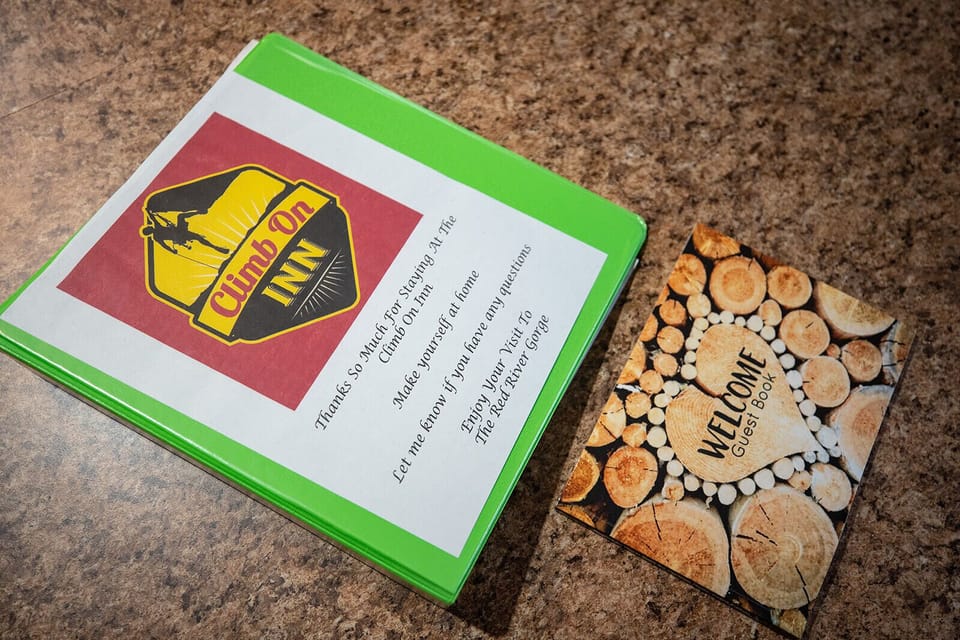 Climb On
INN
Thanks So Much For Staying At The
Climb On Inn
Make yourself at home
Let me know if you have any questions
Enjoy Your Visit To
The Red River Gorge
WELCOME
Guest Book